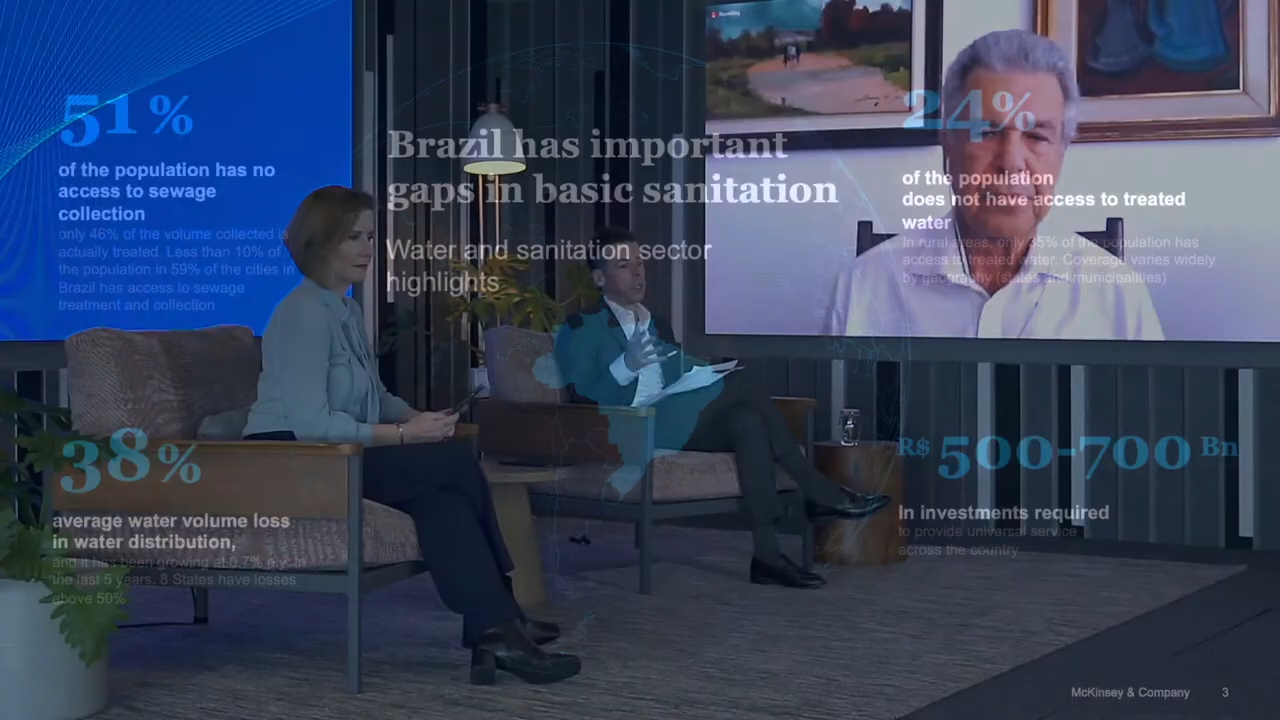 51%
of the population has no
access to sewage
collection
only 46% of the volume collected is
actually treated. Less than 10% of
the population in 59% of the cities in
Brazil has access to sewage
treatment and collection
Brazil has important
gaps in basic sanitation
Water and sanitation sector
highlights
24%
of the population
does not have access to treated
water
In rural areas, only 35% of the population has
access to treated water. Coverage varies widely
by geography (states and municipalities)
38%
average water volume loss
in water distribution,
and it has been growing at 0.7% a.y. in
the last 5 years. 8 States have losses
above 50%
R$ 500-700 Bn
In investments required
to provide universal service
across the country
McKinsey & Company 3